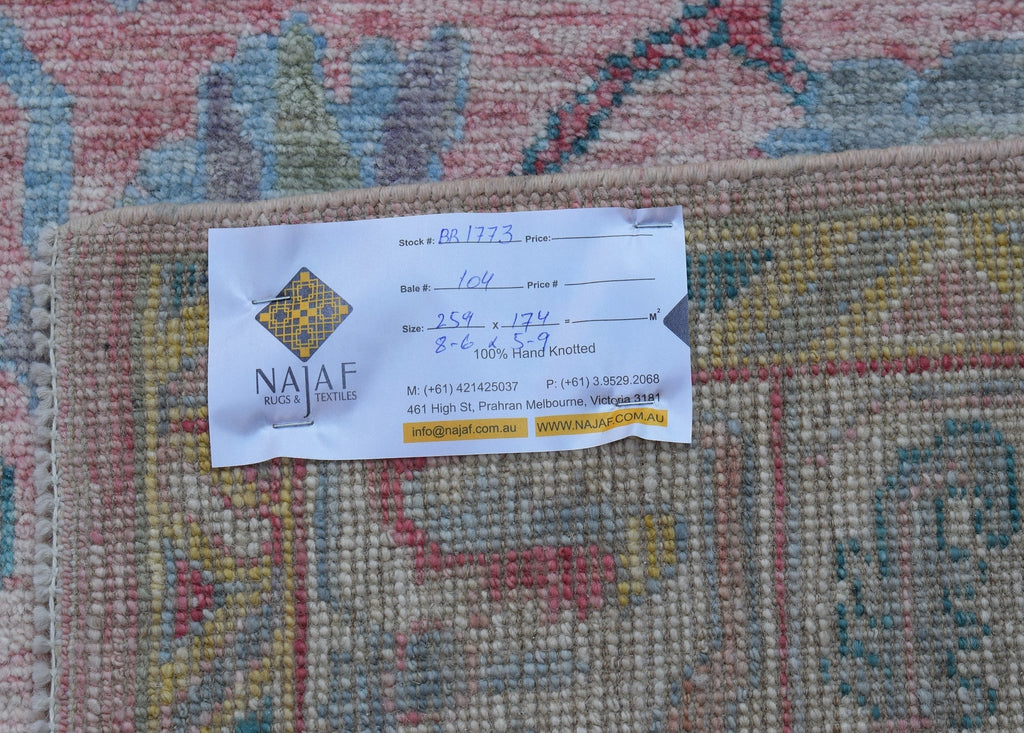 Stock #: BR1773 Price:
Bale #: 104 Price #
Size: 259 x 174 = M²
8-6 x 5-9
100% Hand Knotted
NAJAF
RUGS & TEXTILES
M: (+61) 421425037 P: (+61) 3.9529.2068
461 High St, Prahran Melbourne, Victoria 3181
info@najaf.com.au WWW.NAJAF.COM.AU